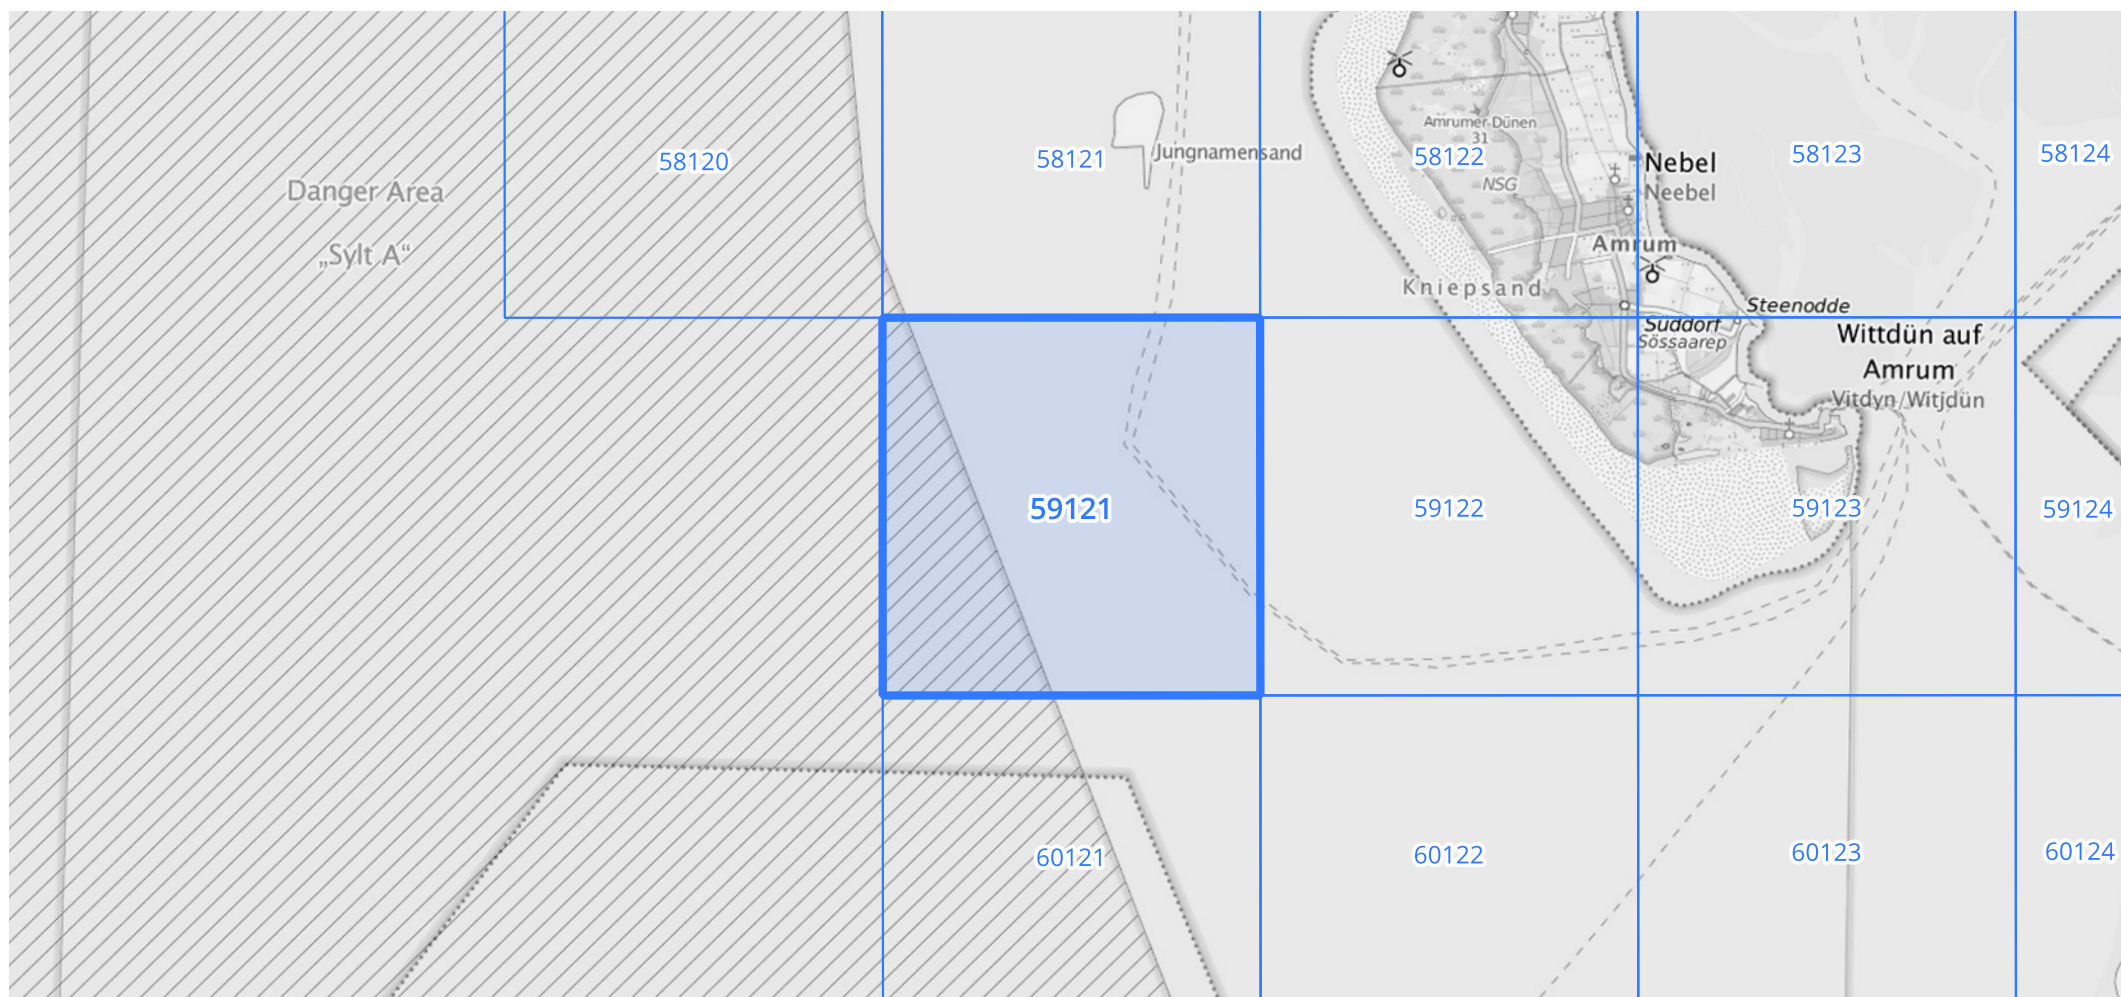 Danger Area
„Sylt A“
58120
58121
Jungnamensand
Amrumer Dünen
31
58122
NSG
Nebel
Neebel
58123
58124
Amrum
Kniepsand
Steenodde
Süddorf
Sössaarep
Wittdün auf
Amrum
Vitdyn/Witjdün
59121
59122
59123
59124
60121
60122
60123
60124